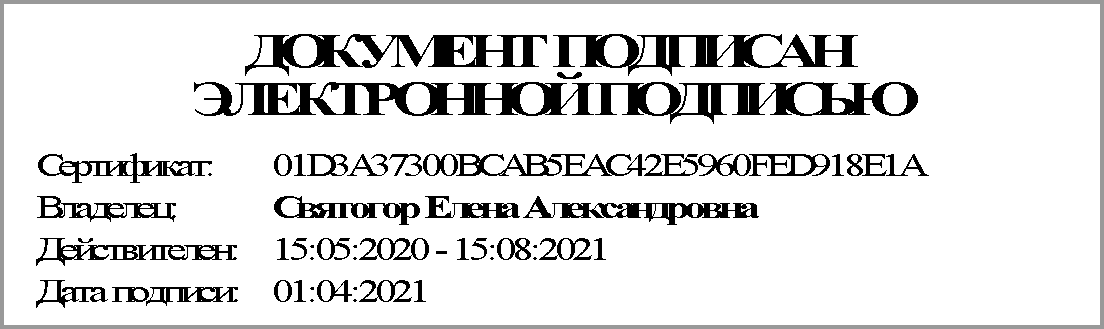 ДОКУМЕНТ ПОДПИСАН
ЭЛЕКТРОННОЙ ПОДПИСЬЮ
Сертификат: 01D3A37300BCAB5EAC42E5960FED918E1A
Владелец: Святогор Елена Александровна
Действителен: 15:05:2020 - 15:08:2021
Дата подписи: 01:04:2021